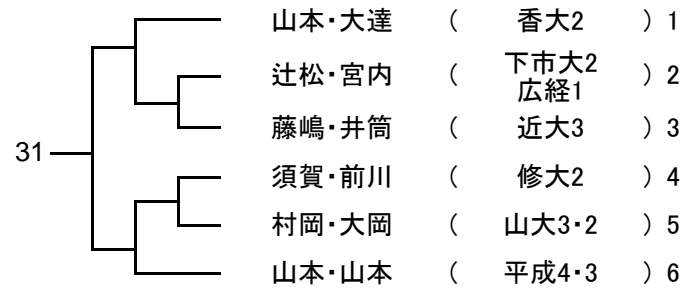 山本・大達 ( 香大2 ) 1
辻松・宮内 ( 下市大2 広経1 ) 2
藤嶋・井筒 ( 近大3 ) 3
31
須賀・前川 ( 修大2 ) 4
村岡・大岡 ( 山大3・2 ) 5
山本・山本 ( 平成4・3 ) 6